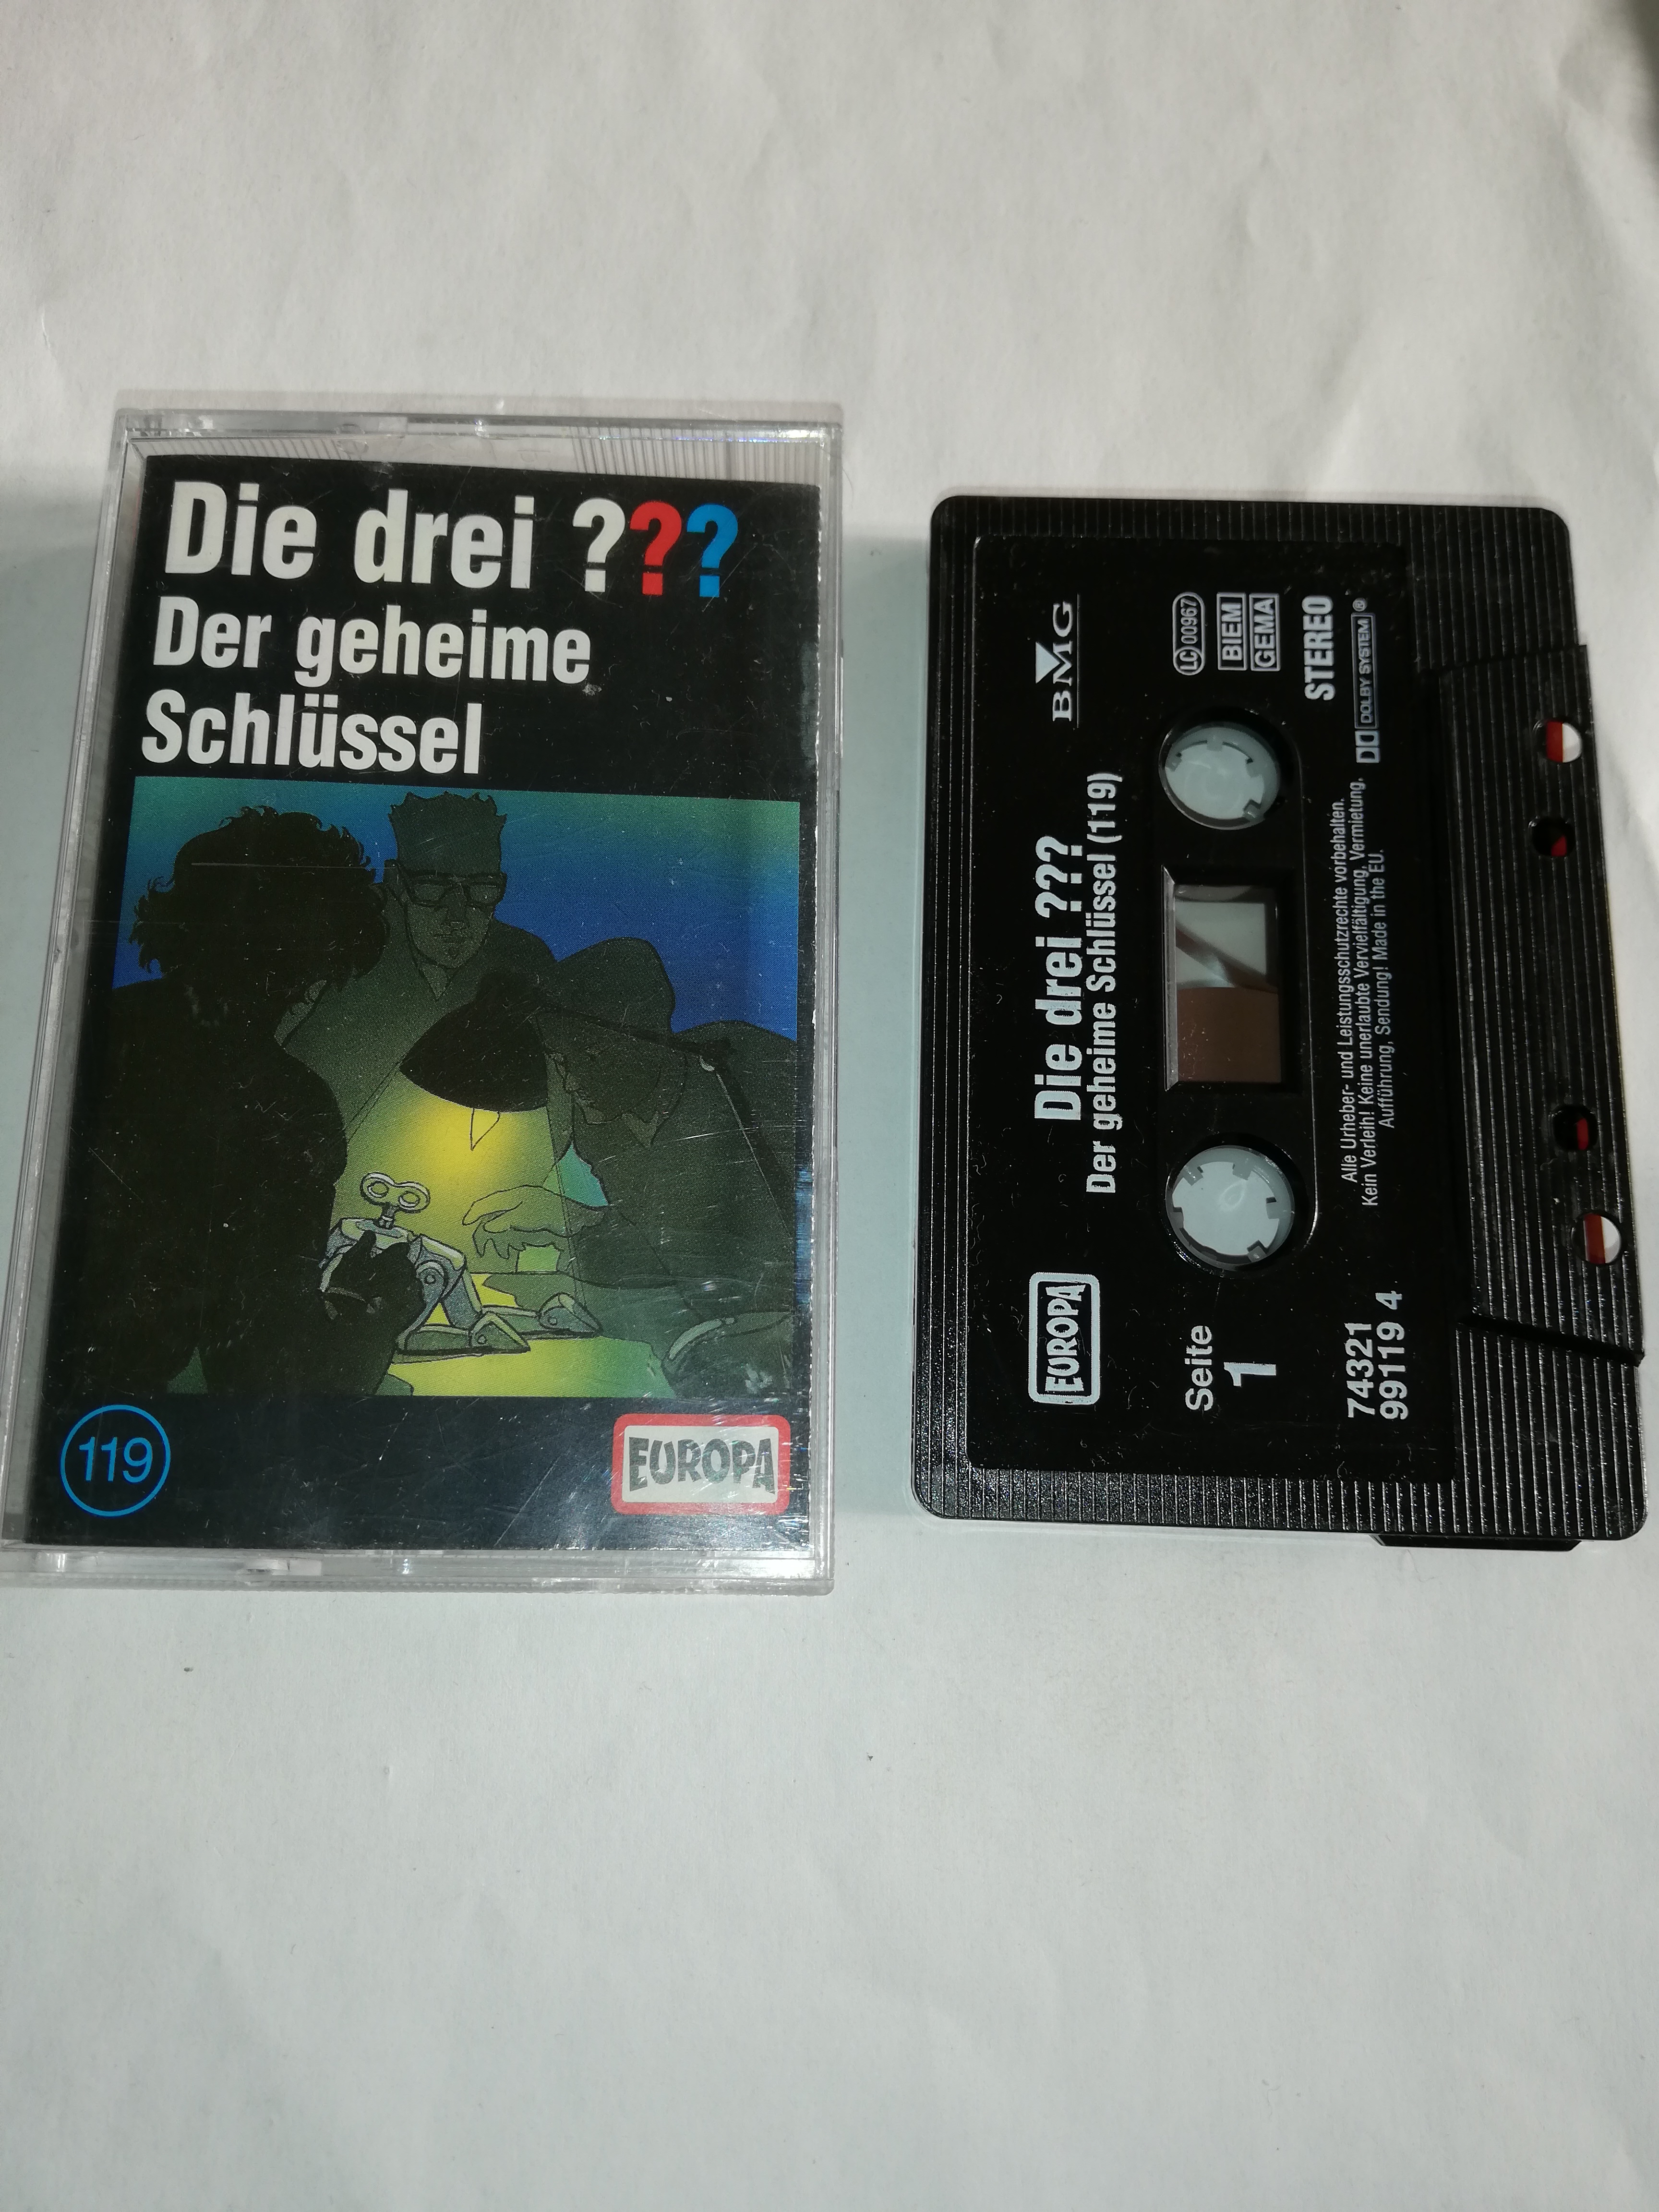 Die drei ???
Der geheime
Schlüssel
119
EUROPA
EUROPA
Die drei ???
Der geheime Schlüssel (119)
BMG
Seite
1
LC 00967
BIEM
GEMA
STEREO
DOLBY SYSTEM ®
74321
99119 4
Alle Urheber- und Leistungsschutzrechte vorbehalten.
Kein Verleih! Keine unerlaubte Vervielfältigung, Vermietung,
Aufführung, Sendung! Made in the EU.